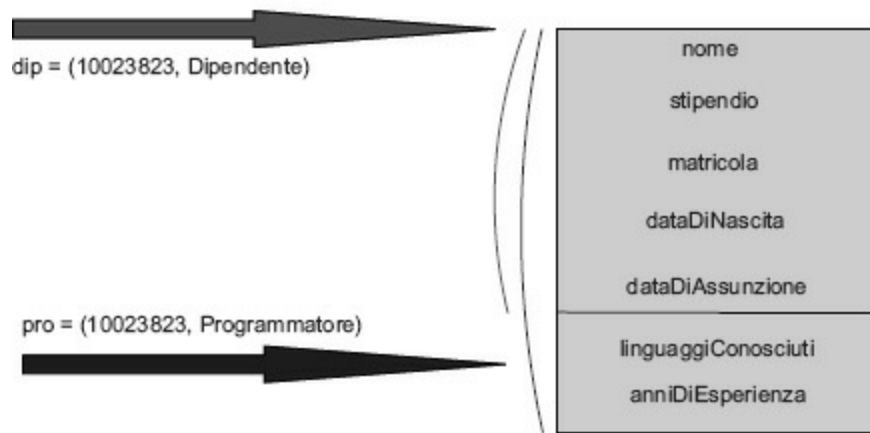 dip = (10023823, Dipendente)
pro = (10023823, Programmatore)
nome
stipendio
matricola
dataDiNascita
dataDiAssunzione
linguaggiConosciuti
anniDiEsperienza